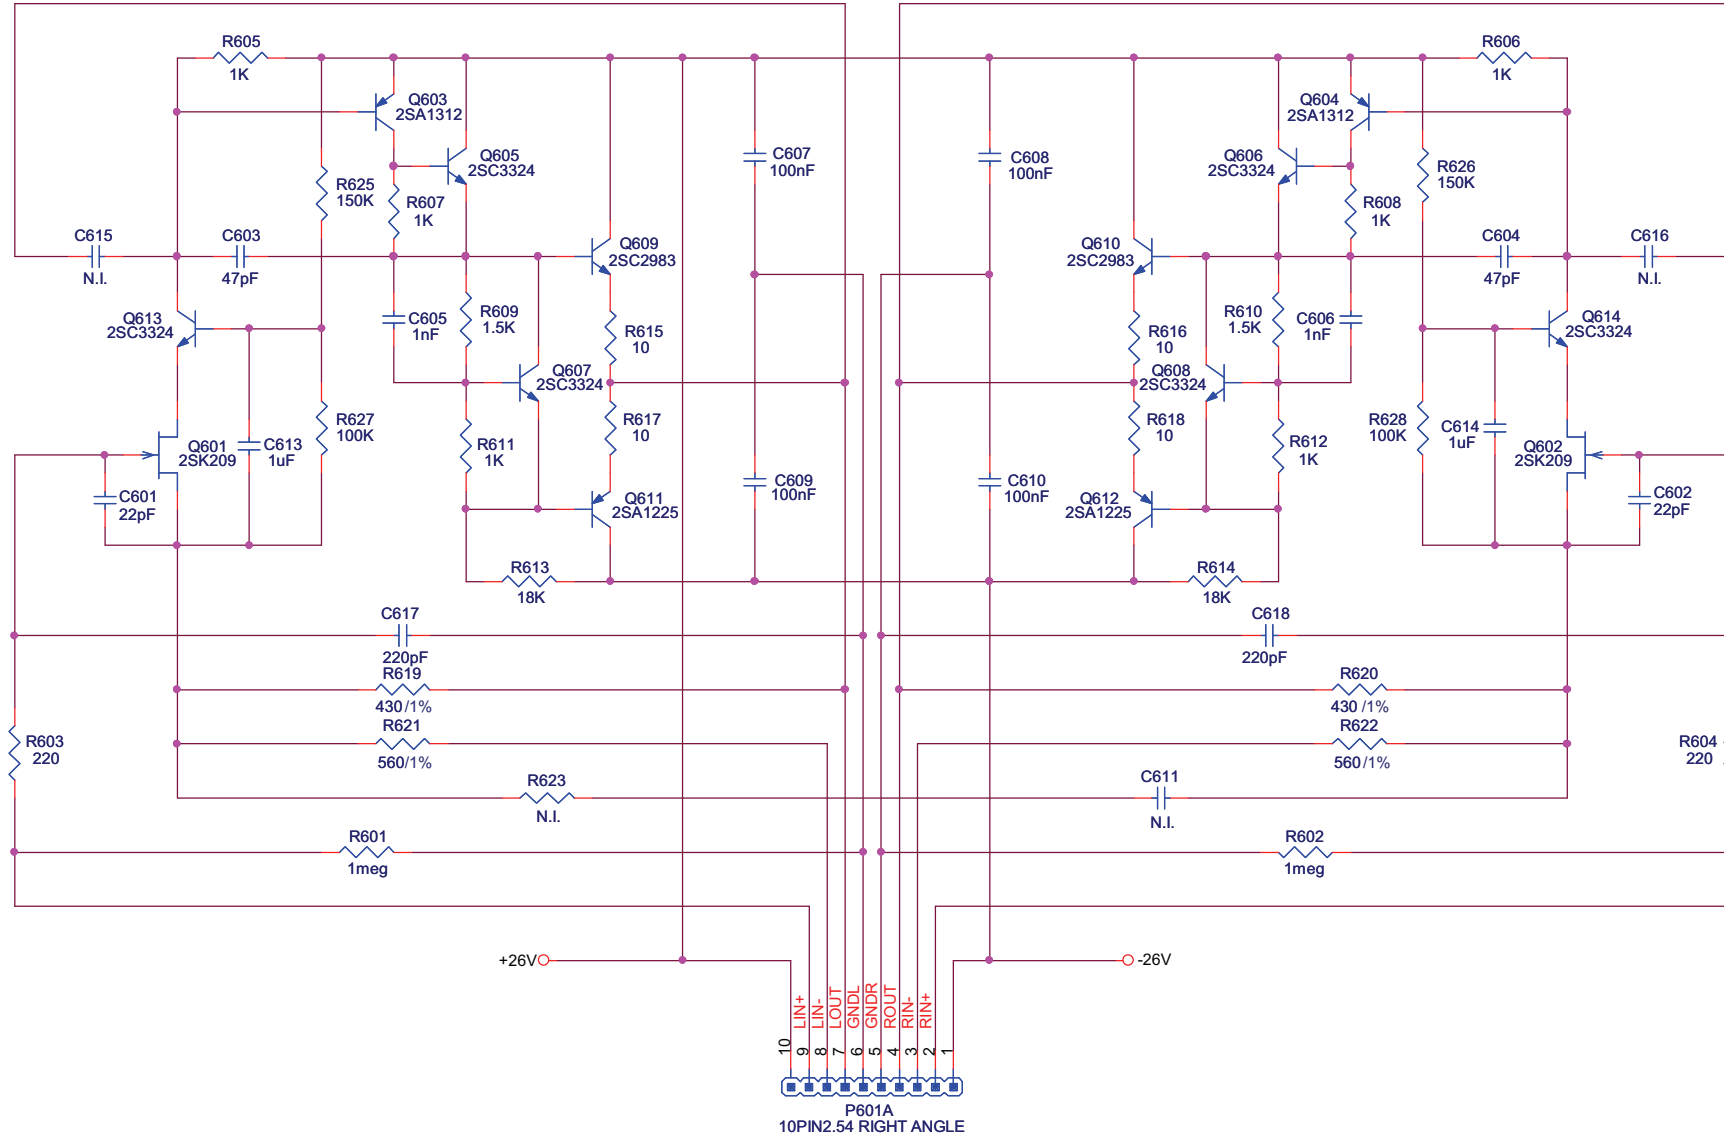 R605
1K
R606
1K
Q603
2SA1312
Q604
2SA1312
Q605
2SC3324
C607
100nF
C608
100nF
Q606
2SC3324
R626
150K
R625
150K
R607
1K
R608
1K
C615
N.I.
C603
47pF
Q609
2SC2983
Q610
2SC2983
C604
47pF
C616
N.I.
Q613
2SC3324
C605
1nF
R609
1.5K
R615
10
R616
10
R610
1.5K
C606
1nF
Q614
2SC3324
Q607
2SC3324
Q608
2SC3324
R627
100K
R617
10
R618
10
R628
100K
C614
1uF
Q601
2SK209
C613
1uF
R611
1K
R612
1K
Q602
2SK209
C601
22pF
Q611
2SA1225
C609
100nF
C610
100nF
Q612
2SA1225
C602
22pF
R613
18K
R614
18K
C617
220pF
C618
220pF
R619
430/1%
R620
430/1%
R621
560/1%
R622
560/1%
R603
220
R604
220
R623
N.I.
C611
N.I.
R601
1meg
R602
1meg
+26V
-26V
LIN+
LIN-
LOUT
GNDL
GNDR
ROUT
RIN-
RIN+
10
9
8
7
6
5
4
3
2
1
P601A
10PIN2.54 RIGHT ANGLE